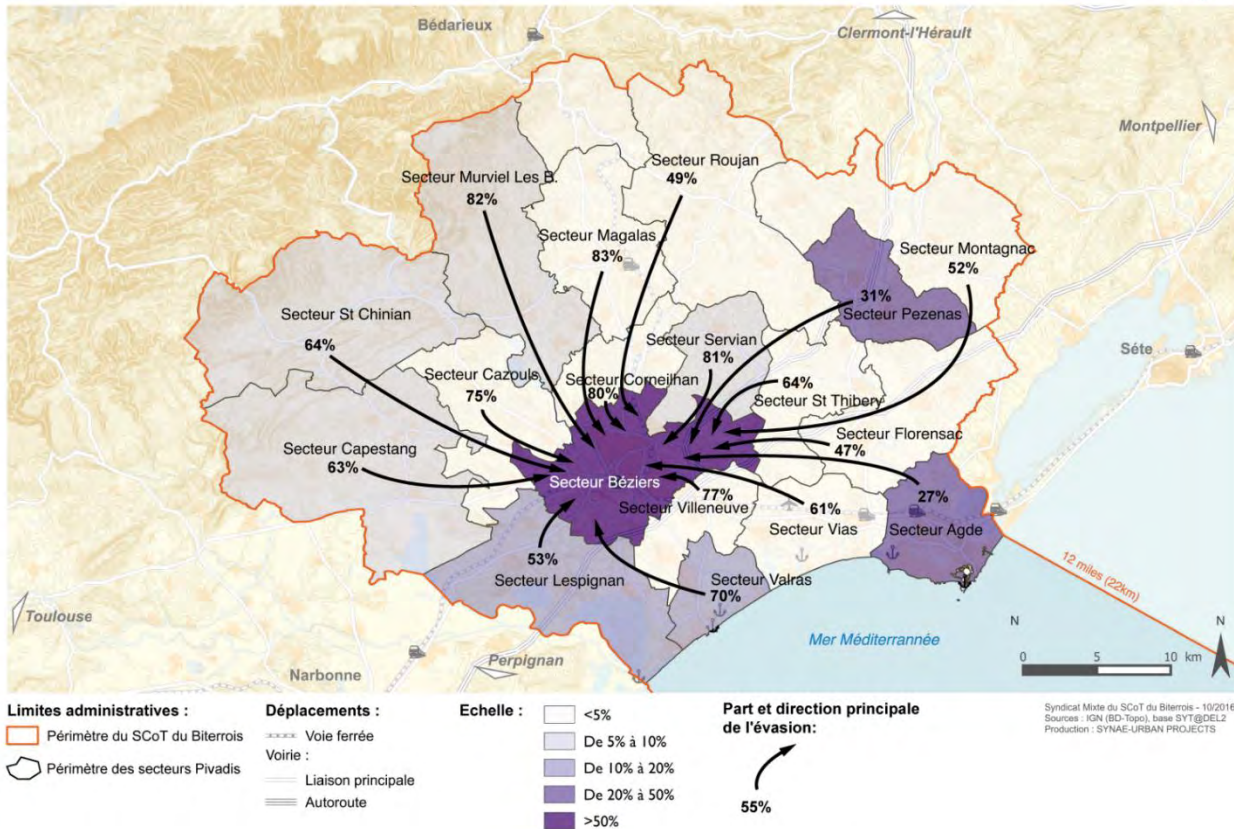 Bédarieux
Clermont-l'Hérault
Montpellier
Secteur Roujan
49%
Secteur Murviel Les B.
82%
Secteur Magalas
83%
Secteur Montagnac
52%
31%
Secteur Pezenas
Secteur St Chinian
64%
Secteur Servian
81%
Séte
Secteur Cazouls
75%
Secteur Corneilhan
80%
64%
Secteur St Thibery
Secteur Florensac
47%
Secteur Capestang
63%
Secteur Béziers
77%
Secteur Villeneuve
61%
Secteur Vias
27%
Secteur Agde
53%
Secteur Lespignan
Secteur Valras
70%
12 miles (22km)
Toulouse
Narbonne
Perpignan
Mer Méditerrannée
N
N
0 5 10 km
Limites administratives :
Périmètre du SCoT du Biterrois
Périmètre des secteurs Pivadis
Déplacements :
Voie ferrée
Voirie :
Liaison principale
Autoroute
Echelle :
<5%
De 5% à 10%
De 10% à 20%
De 20% à 50%
>50%
Part et direction principale
de l'évasion:
55%
Syndicat Mixte du SCoT du Biterrois - 10/2016
Sources : IGN (BD-Topo), base SYT@DEL2
Production : SYNAE-URBAN PROJECTS